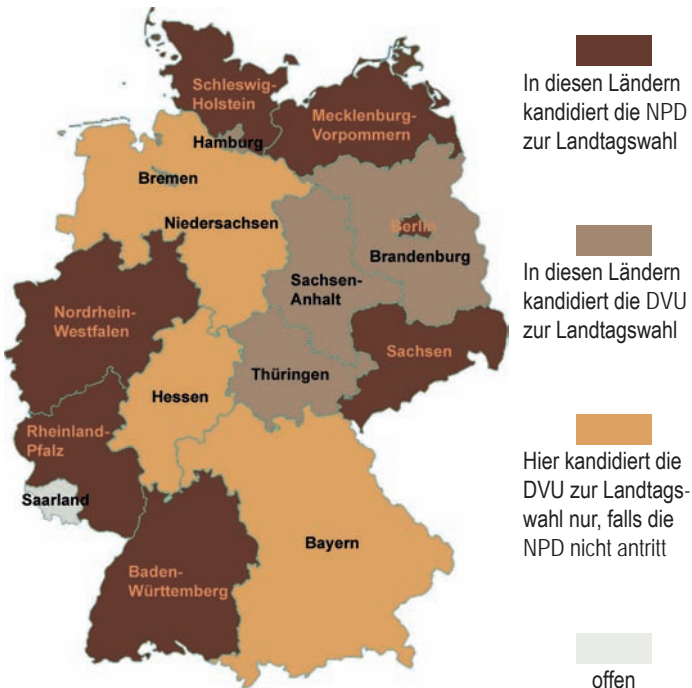 Schleswig-
Holstein
Mecklenburg-
Vorpommern
Hamburg
Bremen
Niedersachsen
Berlin
Brandenburg
Sachsen-
Anhalt
Nordrhein-
Westfalen
Sachsen
Thüringen
Hessen
Rheinland-
Pfalz
Saarland
Bayern
Baden-
Württemberg
In diesen Ländern
kandidiert die NPD
zur Landtagswahl
In diesen Ländern
kandidiert die DVU
zur Landtagswahl
Hier kandidiert die
DVU zur Landtags-
wahl nur, falls die
NPD nicht antritt
offen